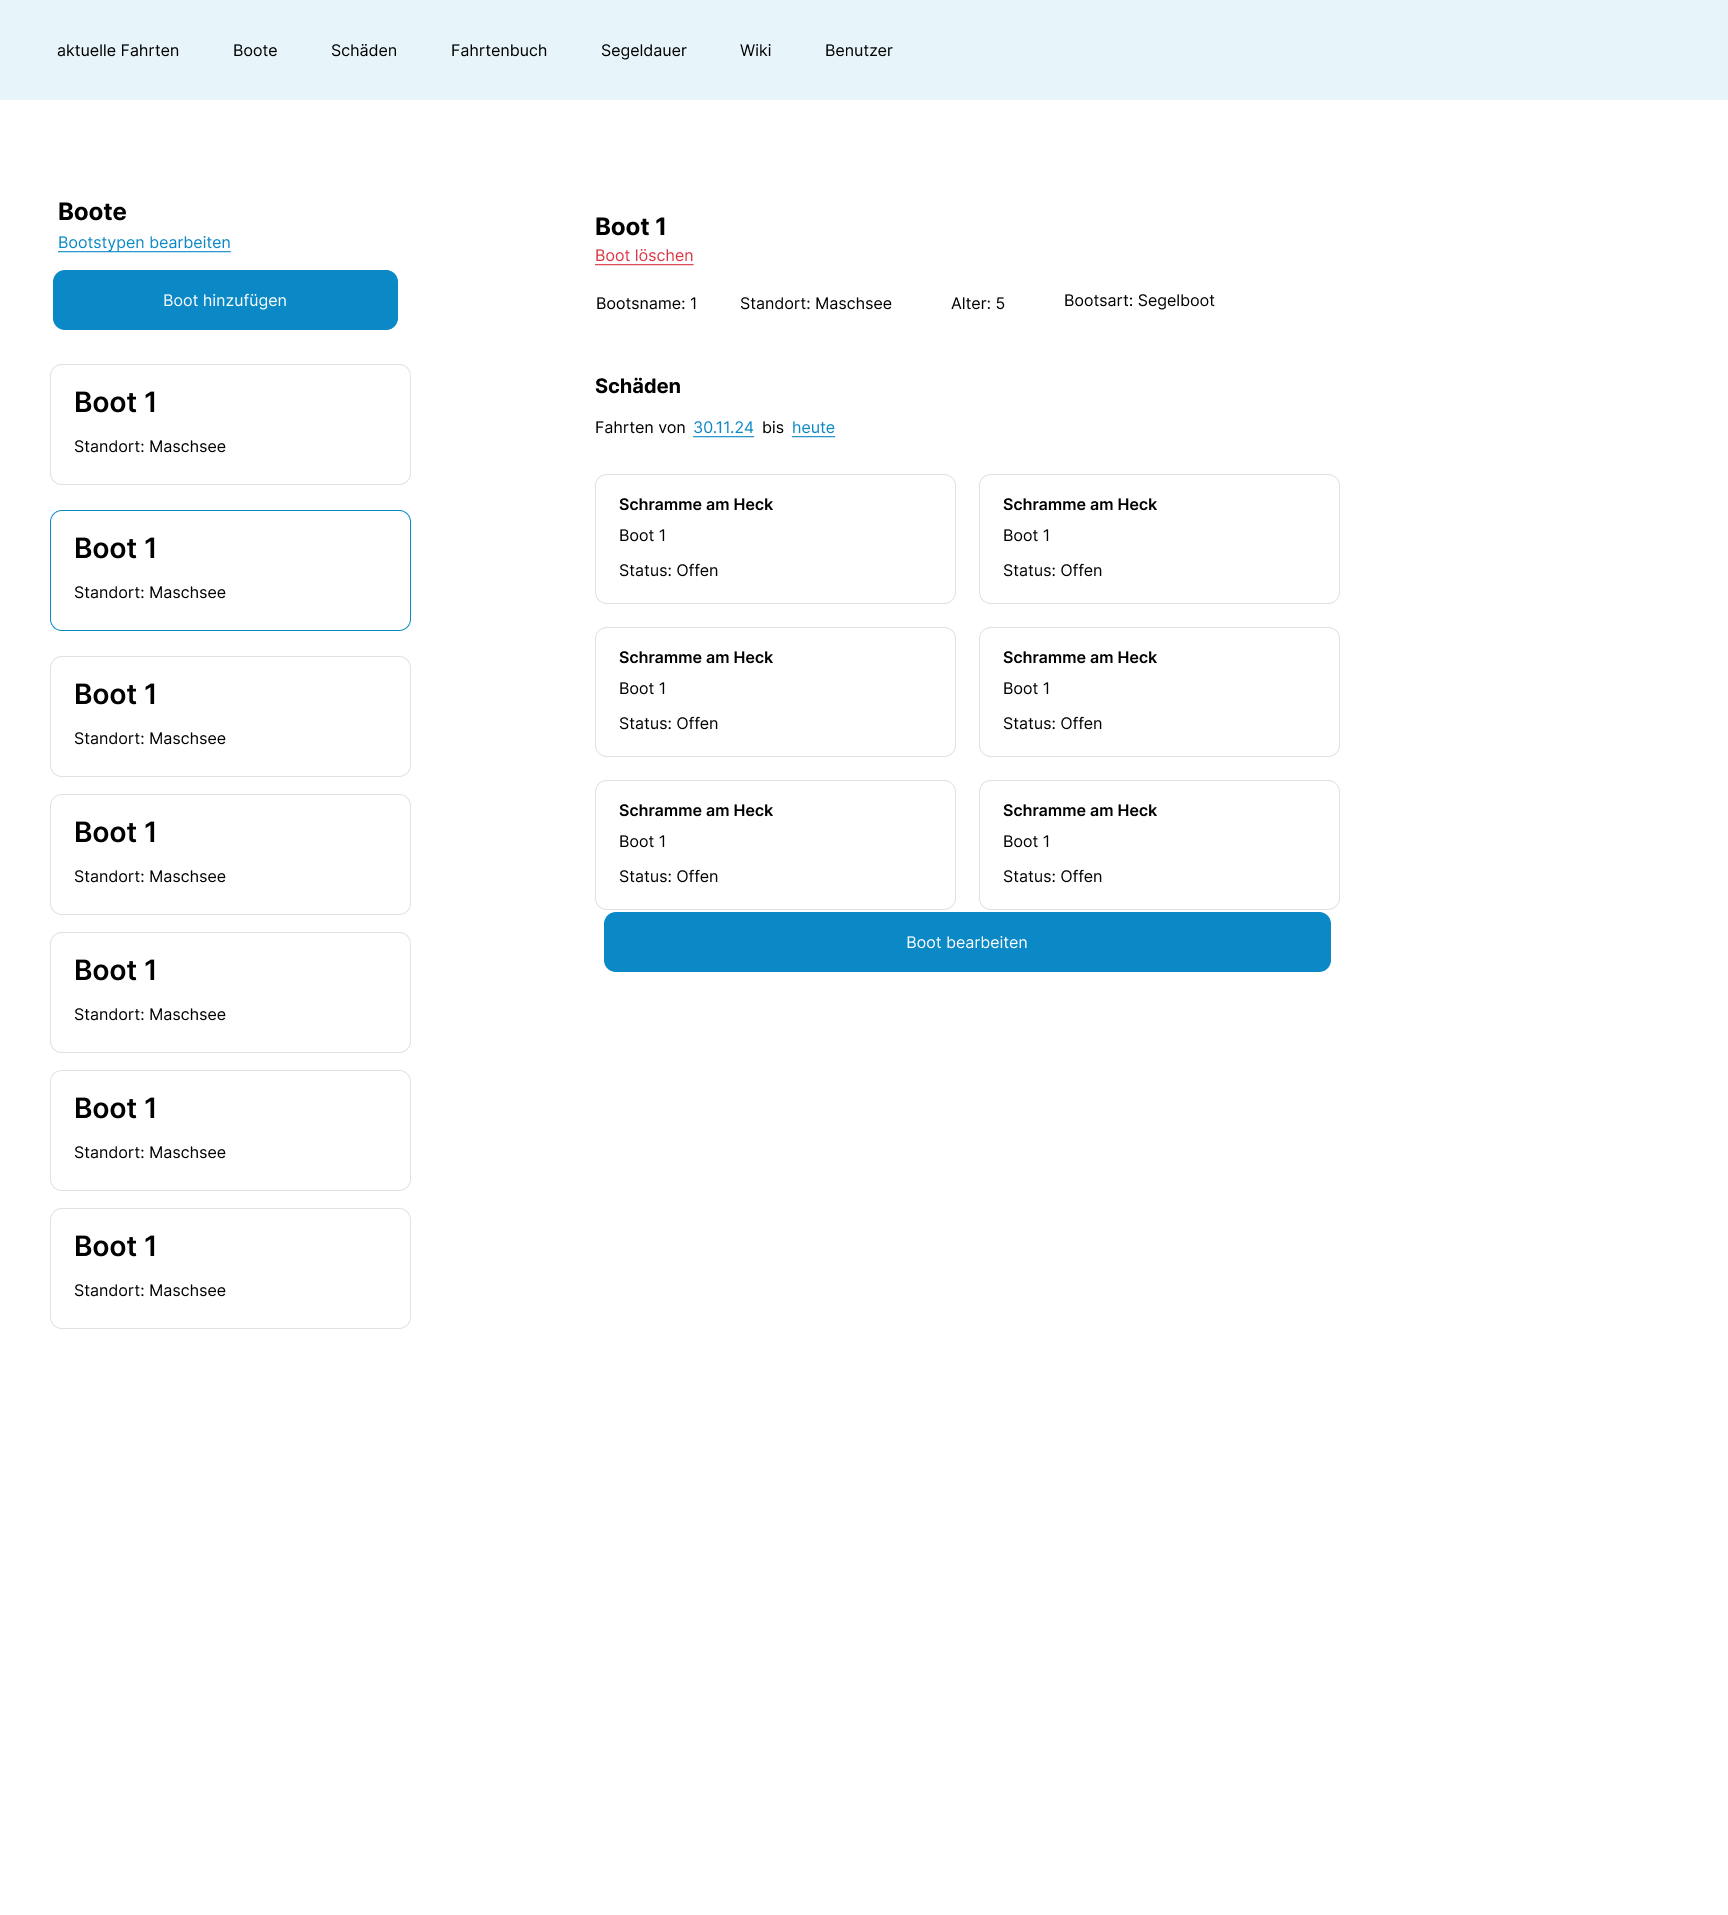 aktuelle Fahrten Boote Schäden Fahrtenbuch Segeldauer Wiki Benutzer
Boote
Bootstypen bearbeiten
Boot hinzufügen
Boot 1
Standort: Maschsee
Boot 1
Standort: Maschsee
Boot 1
Standort: Maschsee
Boot 1
Standort: Maschsee
Boot 1
Standort: Maschsee
Boot 1
Standort: Maschsee
Boot 1
Standort: Maschsee
Boot 1
Boot löschen
Bootsname: 1 Standort: Maschsee Alter: 5 Bootsart: Segelboot
Schäden
Fahrten von 30.11.24 bis heute
Schramme am Heck
Boot 1
Status: Offen
Schramme am Heck
Boot 1
Status: Offen
Schramme am Heck
Boot 1
Status: Offen
Schramme am Heck
Boot 1
Status: Offen
Schramme am Heck
Boot 1
Status: Offen
Schramme am Heck
Boot 1
Status: Offen
Boot bearbeiten